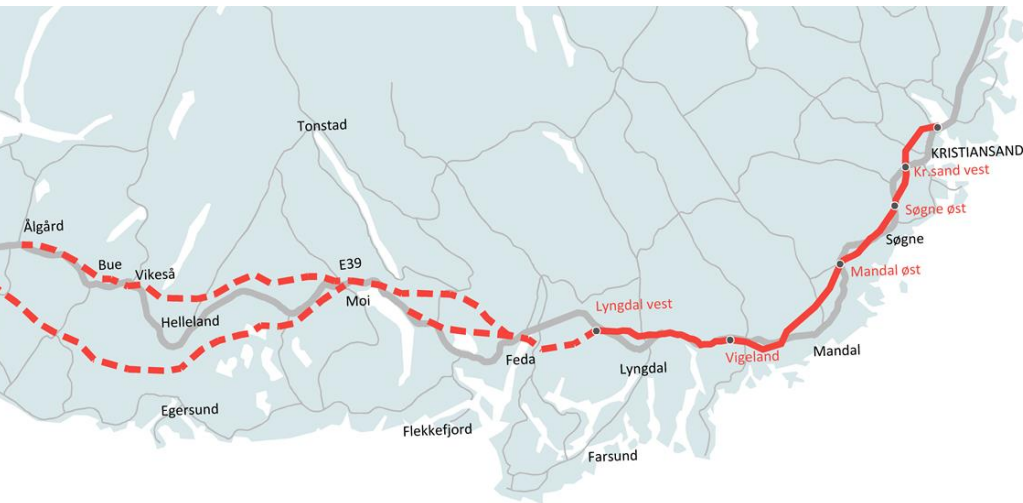 Tonstad
KRISTIANSAND
Kr.sand vest
Søgne øst
Ålgård
Søgne
Bue
Vikeså
E39
Mandal øst
Moi
Lyngdal vest
Helleland
Mandal
Vigeland
Feda
Lyngdal
Egersund
Flekkefjord
Farsund